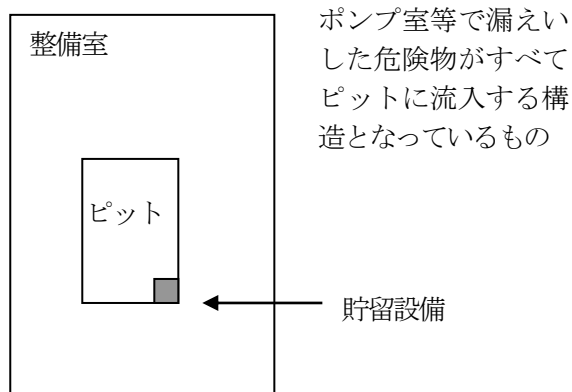 整備室
ポンプ室等で漏えい
した危険物がすべて
ピットに流入する構
造となっているもの
ピット
貯留設備